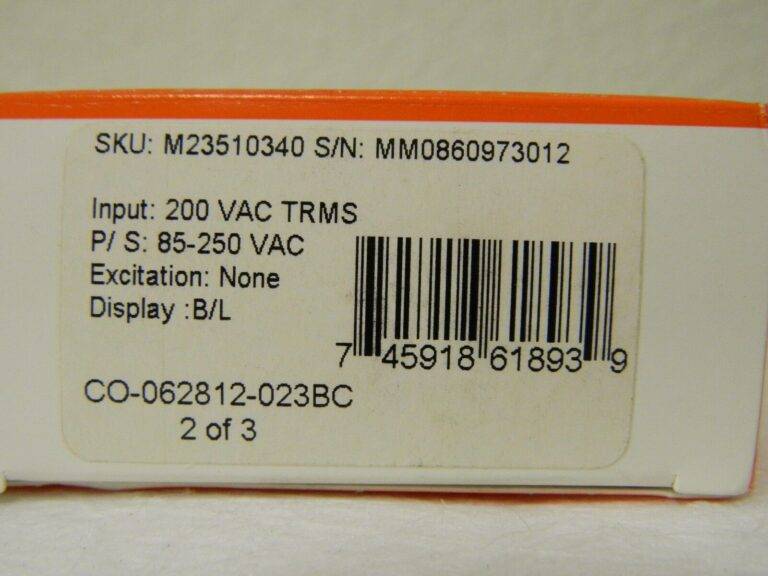 SKU: M23510340 S/N: MM0860973012
Input: 200 VAC TRMS
P/ S: 85-250 VAC
Excitation: None
Display :B/L
7 45918 61893 9
CO-062812-023BC
2 of 3